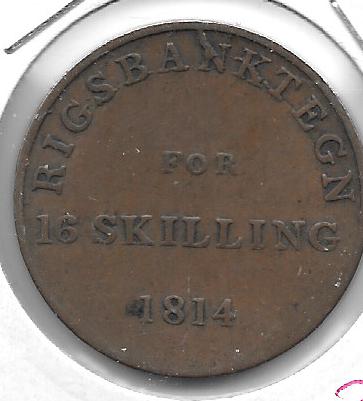 RIGSBANKTEGN
FOR
16 SKILLING
1814